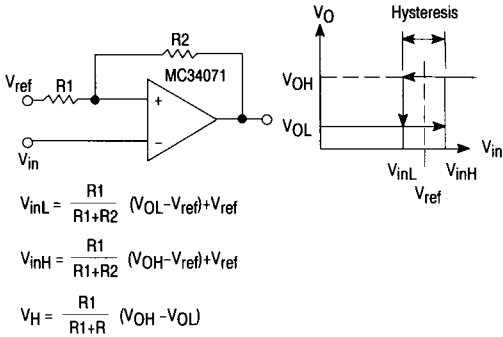 R2
MC34071
Vref
R1
+
−
Vin
VO
Hysteresis
VOH
VOL
Vin
VinL
VinH
Vref
VinL = R1/R1+R2 (VOL−Vref)+Vref
VinH = R1/R1+R2 (VOH−Vref)+Vref
VH = R1/R1+R (VOH −VOL)